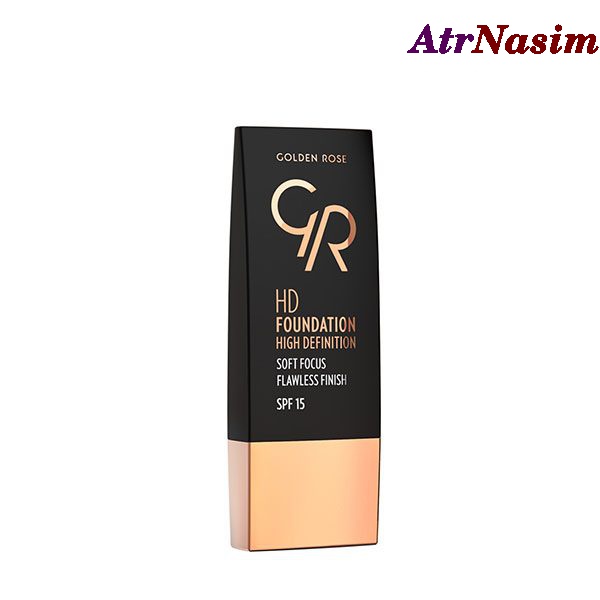 AtrNasim
GOLDEN ROSE
GR
HD
FOUNDATION
HIGH DEFINITION
SOFT FOCUS
FLAWLESS FINISH
SPF 15